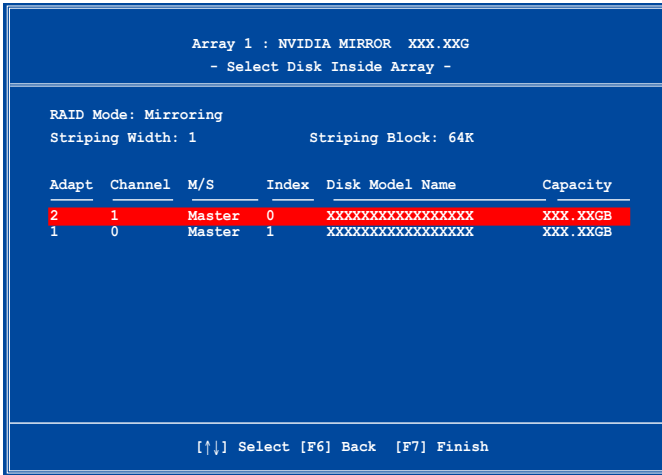 Array 1 : NVIDIA MIRROR XXX.XXG
- Select Disk Inside Array -
RAID Mode: Mirroring
Striping Width: 1 Striping Block: 64K
Adapt Channel M/S Index Disk Model Name Capacity
2 1 Master 0 XXXXXXXXXXXXXXXXX XXX.XXGB
1 0 Master 1 XXXXXXXXXXXXXXXXX XXX.XXGB
[↑↓] Select [F6] Back [F7] Finish